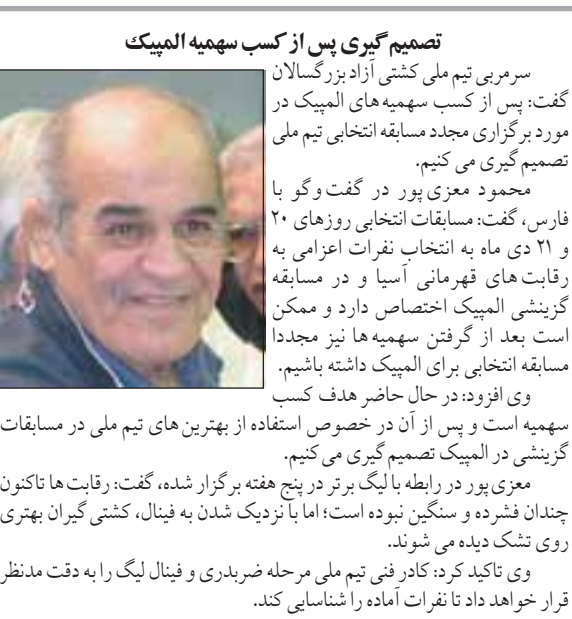 تصمیم گیری پس از کسب سهمیه المپیک
سرمربی تیم ملی کشتی آزاد بزرگسالان
گفت: پس از کسب سهمیه های المپیک در
مورد برگزاری مجدد مسابقه انتخابی تیم ملی
تصمیم گیری می کنیم.
محمود معزی پور در گفت وگو با
فارس، گفت: مسابقات انتخابی روزهای ۲۰
و ۲۱ دی ماه به انتخاب نفرات اعزامی به
رقابت های قهرمانی آسیا و در مسابقه
گزینشی المپیک اختصاص دارد و ممکن
است بعد از گرفتن سهمیه ها نیز مجددا
مسابقه انتخابی برای المپیک داشته باشیم.
وی افزود: در حال حاضر هدف کسب
سهمیه است و پس از آن در خصوص استفاده از بهترین های تیم ملی در مسابقات
گزینشی در المپیک تصمیم گیری می کنیم.
معزی پور در رابطه با لیگ برتر در پنج هفته برگزار شده، گفت: رقابت ها تاکنون
چندان فشرده و سنگین نبوده است؛ اما با نزدیک شدن به فینال، کشتی گیران بهتری
روی تشک دیده می شوند.
وی تاکید کرد: کادر فنی تیم ملی مرحله ضربدری و فینال لیگ را به دقت مدنظر
قرار خواهد داد تا نفرات آماده را شناسایی کند.